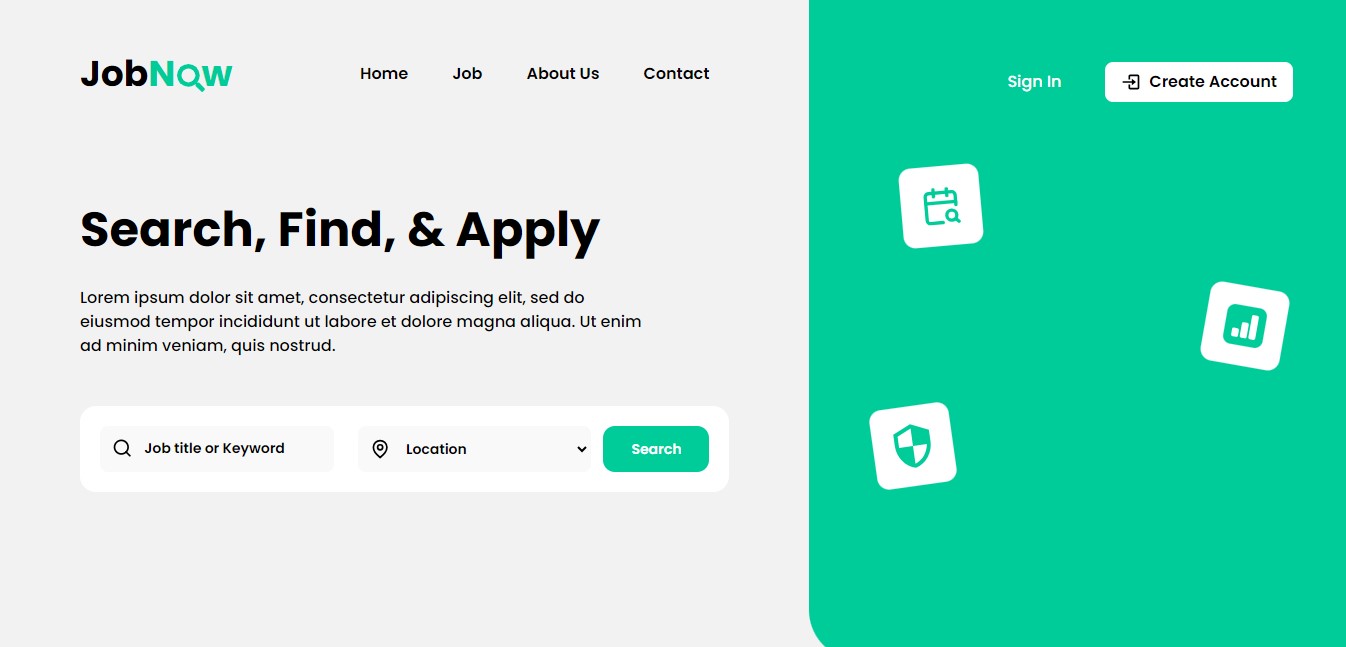 JobNow
Home Job About Us Contact
Sign In
Create Account
Search, Find, & Apply
Lorem ipsum dolor sit amet, consectetur adipiscing elit, sed do
eiusmod tempor incididunt ut labore et dolore magna aliqua. Ut enim
ad minim veniam, quis nostrud.
Job title or Keyword
Location
Search